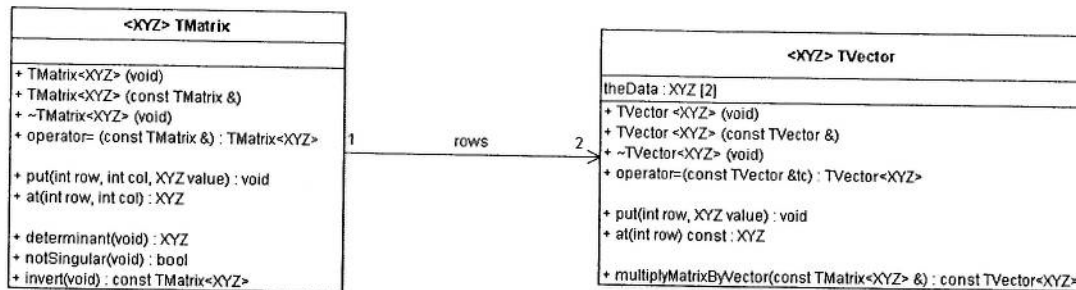 <XYZ> TMatrix
+ TMatrix<XYZ> (void)
+ TMatrix<XYZ> (const TMatrix &)
+ ~TMatrix<XYZ> (void)
+ operator= (const TMatrix &) : TMatrix<XYZ>
+ put(int row, int col, XYZ value) : void
+ at(int row, int col) : XYZ
+ determinant(void) : XYZ
+ notSingular(void) : bool
+ invert(void) : const TMatrix<XYZ>
1
rows
2
<XYZ> TVector
theData : XYZ [2]
+ TVector <XYZ> (void)
+ TVector <XYZ> (const TVector &)
+ ~TVector<XYZ> (void)
+ operator=(const TVector &tc) : TVector<XYZ>
+ put(int row, XYZ value) : void
+ at(int row) const : XYZ
+ multiplyMatrixByVector(const TMatrix<XYZ> &) : const TVector<XYZ>